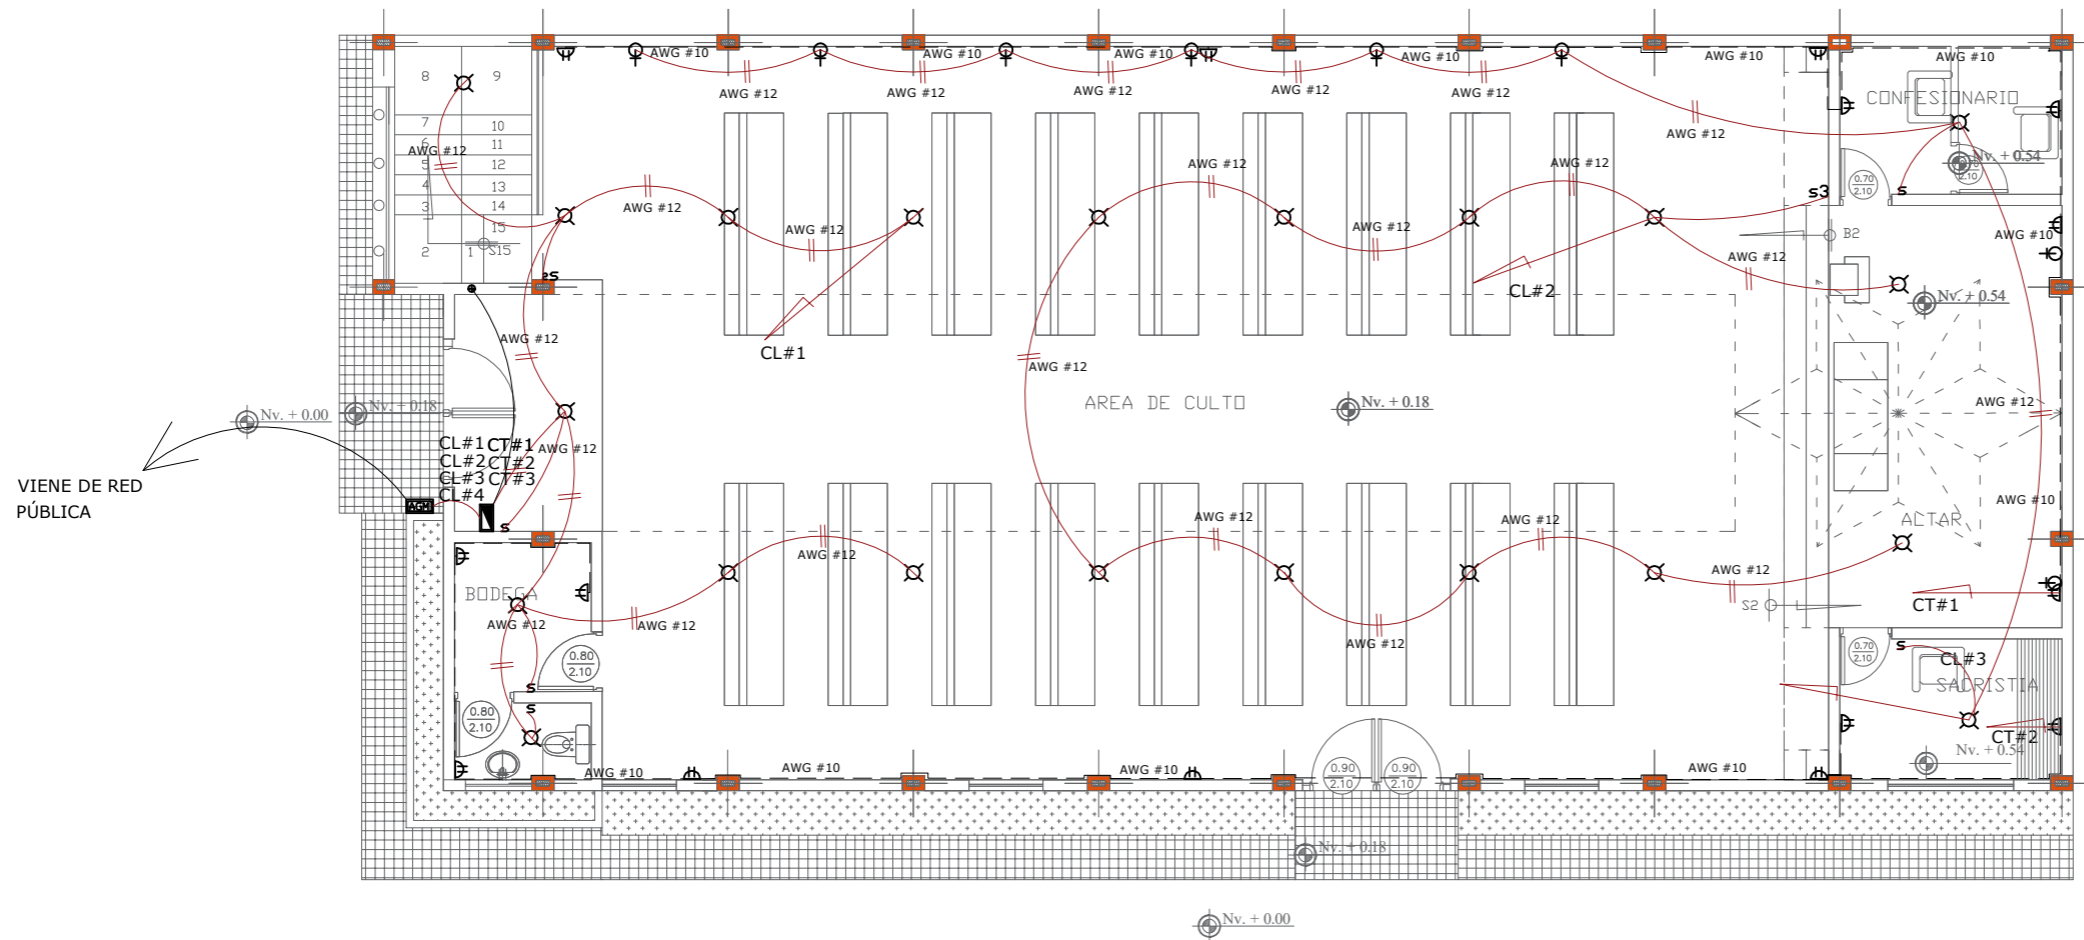 AWG #10
AWG #10
AWG #10
AWG #10
AWG #10
AWG #10
8
9
AWG #12
AWG #12
AWG #12
AWG #12
AWG #12
CONFESIONARIO
7
10
AWG #12
6
11
AWG #12
5
12
AWG #12
AWG #12
Nv. + 0.54
4
13
0.70
2.10
2.10
s3
s
3
14
AWG #12
15
AWG #12
AWG #12
B2
AWG #10
2
1
S15
AWG #12
s
CL#2
Nv. + 0.54
AWG #12
CL#1
AWG #12
AREA DE CULTO
Nv. + 0.18
AWG #12
Nv. + 0.00
Nv. + 0.18
CL#1
CT#1
AWG #12
CL#2
CT#2
CL#3
CT#3
CL#4
VIENE DE RED
PÚBLICA
s
AWG #12
AWG #12
AWG #10
ALTAR
AWG #12
AWG #12
BODEGA
S2
CT#1
AWG #12
AWG #12
AWG #12
0.80
2.10
s
0.70
2.10
s
CL#3
SACRISTIA
s
0.80
2.10
CT#2
Nv. + 0.54
AWG #10
AWG #10
AWG #10
0.90
2.10
0.90
2.10
AWG #10
Nv. + 0.18
Nv. + 0.00